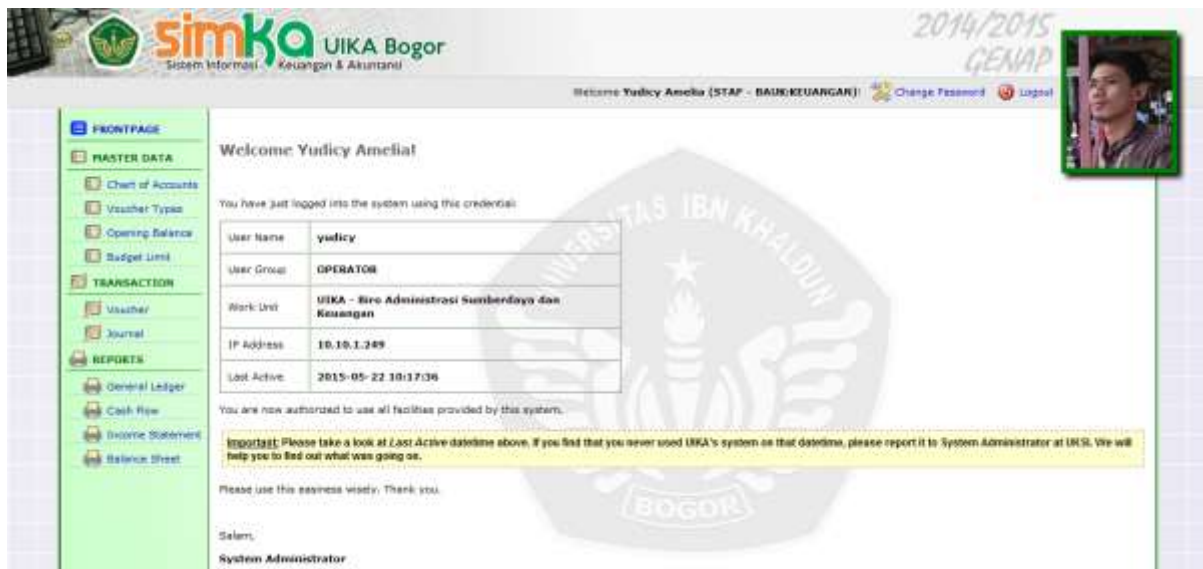 simka UIKA Bogor
Sistem Informasi Keuangan & Akuntansi
2014/2015
GENAP
Welcome Yudicy Amelia (STAF - BAUK:KEUANGAN)! Change Password Logout
FRONTPAGE
MASTER DATA
Chart of Accounts
Voucher Types
Opening Balance
Budget Limit
TRANSACTION
Voucher
Journal
REPORTS
General Ledger
Cash Flow
Income Statement
Balance Sheet
Welcome Yudicy Amelia!
You have just logged into the system using this credential:
User Name yudicy
User Group OPERATOR
Work Unit UIKA - Biro Administrasi Sumberdaya dan
Keuangan
IP Address 10.10.1.249
Last Active 2015-05-22 10:17:36
You are now authorized to use all facilities provided by this system.
Important: Please take a look at Last Active datetime above. If you find that you never used UIKA's system on that datetime, please report it to System Administrator at UKSI. We will
help you to find out what was going on.
Please use this easiness wisely. Thank you.
Salam,
System Administrator
UNIVERSITAS IBN KHALDUN
BOGOR